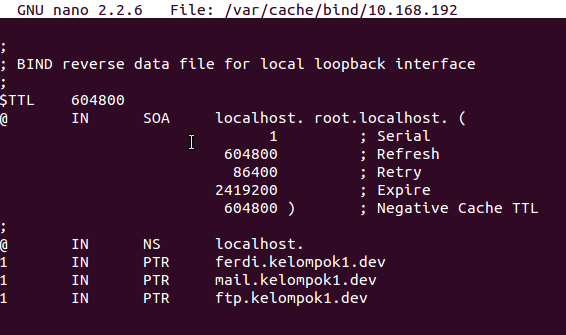 GNU nano 2.2.6   File: /var/cache/bind/10.168.192
;
; BIND reverse data file for local loopback interface
;
$TTL    604800
@       IN      SOA     localhost. root.localhost. (
                              1         ; Serial
                         604800         ; Refresh
                          86400         ; Retry
                        2419200         ; Expire
                         604800 )       ; Negative Cache TTL
;
@       IN      NS      localhost.
1       IN      PTR     ferdi.kelompok1.dev
1       IN      PTR     mail.kelompok1.dev
1       IN      PTR     ftp.kelompok1.dev